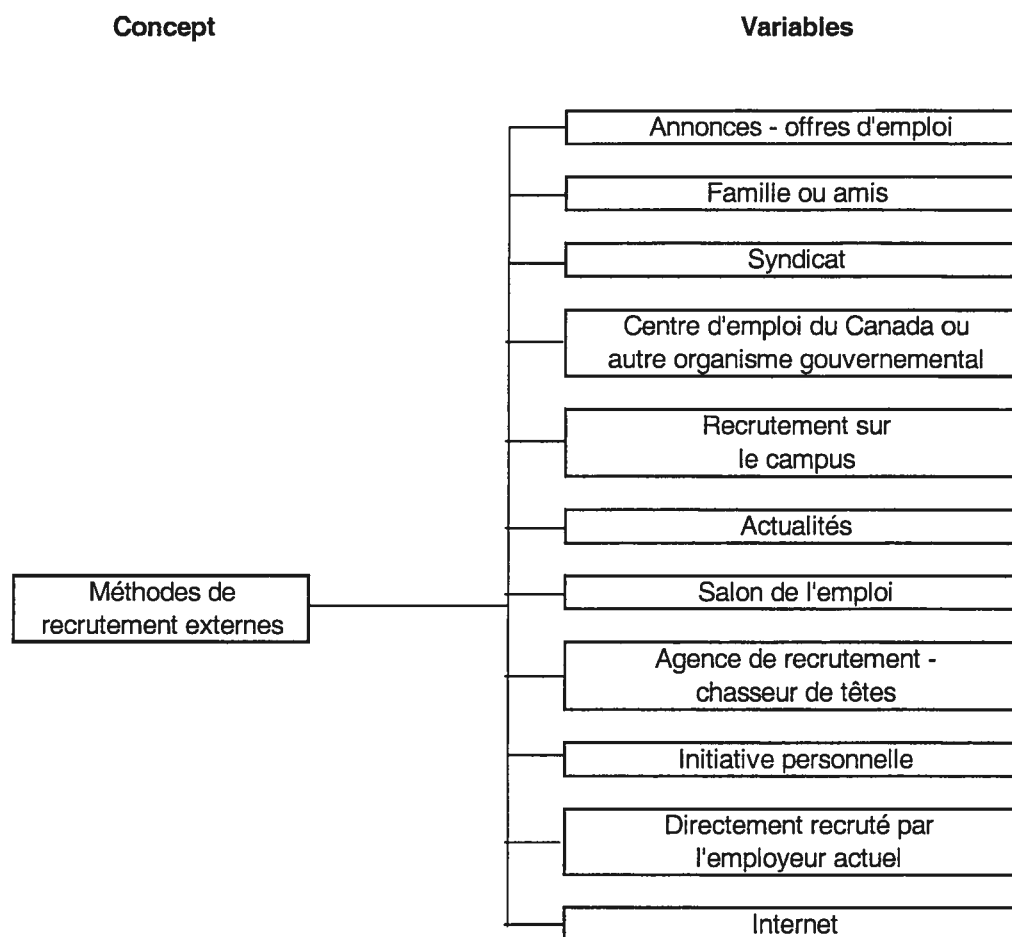 Concept
Variables
Annonces - offres d'emploi
Famille ou amis
Syndicat
Centre d'emploi du Canada ou
autre organisme gouvernemental
Recrutement sur
le campus
Actualités
Méthodes de
recrutement externes
Salon de l'emploi
Agence de recrutement -
chasseur de têtes
Initiative personnelle
Directement recruté par
l'employeur actuel
Internet